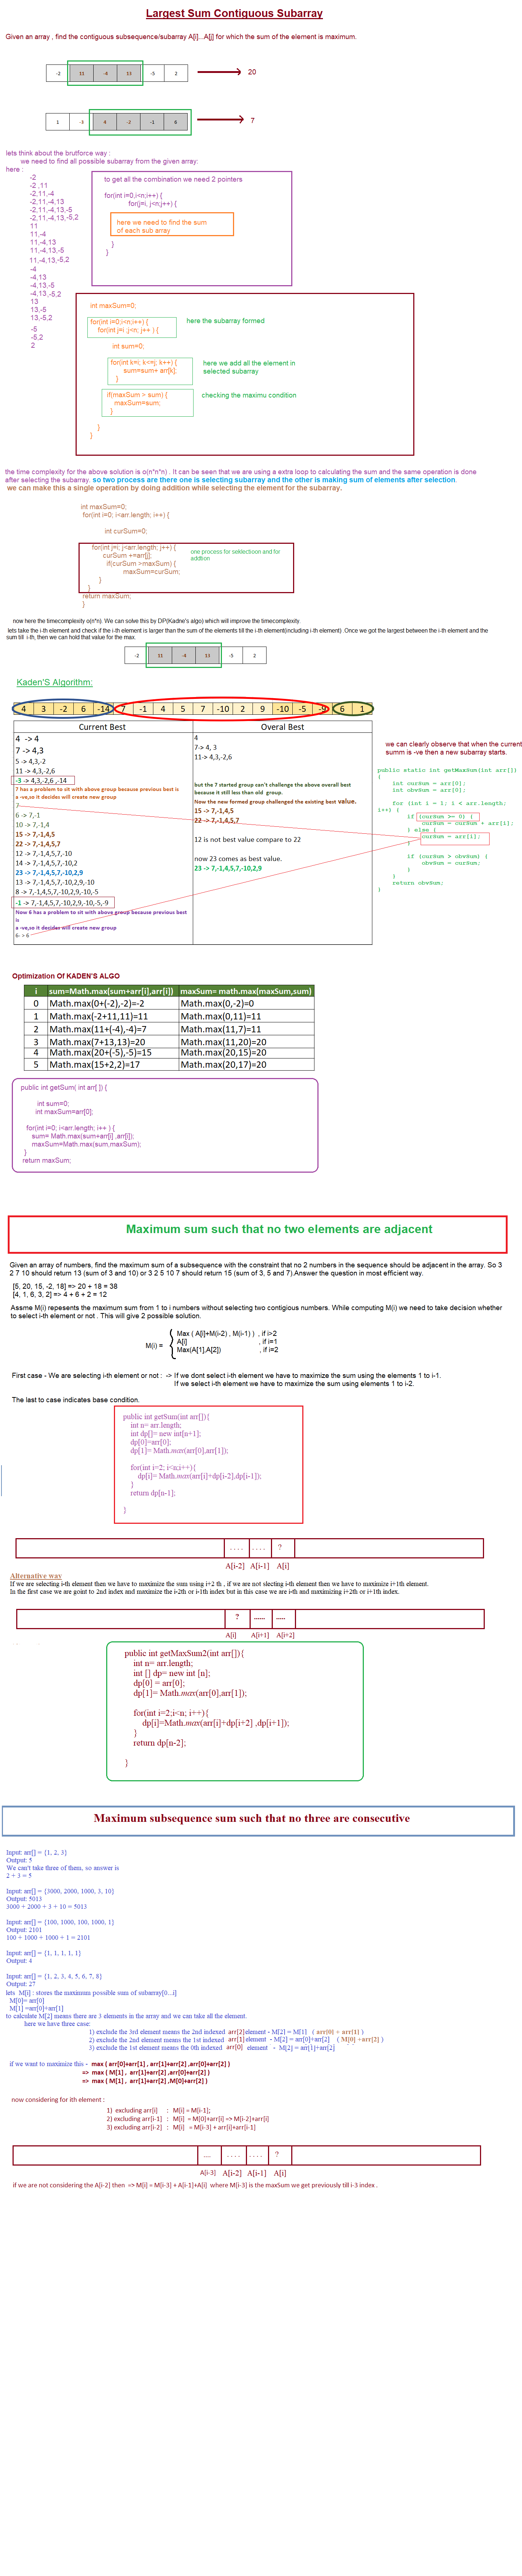 Largest Sum Contiguous Subarray
Given an array , find the contiguous subsequence/subarray A[i]...A[j] for which the sum of the element is maximum.
-2 11 -4 13 -5 2
20
1 -3 4 -2 -1 6
7
lets think about the brutforce way :
we need to find all possible subarray from the given array:
here :
-2
-2 ,11
-2,11,-4
-2,11,-4,13
-2,11,-4,13,-5
-2,11,-4,13,-5,2
11
11,-4
11,-4,13
11,-4,13,-5
11,-4,13,-5,2
-4
-4,13
-4,13,-5
-4,13,-5,2
13
13,-5
13,-5,2
-5
-5,2
2
to get all the combination we need 2 pointers
for(int i=0,i<n;i++) {
for(j=i, j<n;j++) {
here we need to find the sum
of each sub array
}
}
int maxSum=0;
for(int i=0;i<n;i++) {
for(int j=i ;j<n; j++ ) {
here the subarray formed
int sum=0;
for(int k=i; k<=j; k++) {
sum=sum+ arr[k];
}
here we add all the element in
selected subarray
if(maxSum > sum) {
maxSum=sum;
}
checking the maximu condition
}
}
the time complexity for the above solution is o(n*n*n) . It can be seen that we are using a extra loop to calculating the sum and the same operation is done
after selecting the subarray. so two process are there one is selecting subarray and the other is making sum of elements after selection.
we can make this a single operation by doing addition while selecting the element for the subarray.
int maxSum=0;
for(int i=0; i<arr.length; i++) {
int curSum=0;
for(int j=i; j<arr.length; j++) {
curSum +=arr[j];
if(curSum >maxSum) {
maxSum=curSum;
}
}
one process for seklectioon and for
addtion
return maxSum;
}
now here the timecomplexity o(n*n). We can solve this by DP(Kadne's algo) which will improve the timecomplexity.
lets take the i-th element and check if the i-th element is larger than the sum of the elements till the i-th element(including i-th element) .Once we got the largest between the i-th element and the
sum till i-th, then we can hold that value for the max.
-2 11 -4 13 -5 2
Kaden'S Algorithm:
4 3 -2 6 -14 7 -1 4 5 7 -10 2 9 -10 -5 -9 6 1
Current Best
4 -> 4
7 -> 4,3
5 -> 4,3,-2
11 -> 4,3,-2,6
-3 -> 4,3,-2,6 ,-14
7 has a problem to sit with above group because previous best is
a -ve,so it decides will create new group
7
6 -> 7,-1
10 -> 7,-1,4
15 -> 7,-1,4,5
22 -> 7,-1,4,5,7
12 -> 7,-1,4,5,7,-10
14 -> 7,-1,4,5,7,-10,2
23 -> 7,-1,4,5,7,-10,2,9
13 -> 7,-1,4,5,7,-10,2,9,-10
8 -> 7,-1,4,5,7,-10,2,9,-10,-5
-1 -> 7,-1,4,5,7,-10,2,9,-10,-5,-9
Now 6 has a problem to sit with above group because previous best
is
a -ve,so it decides will create new group
6- > 6
Overal Best
4
7-> 4, 3
11-> 4,3,-2,6
but the 7 started group can't challenge the above overall best
because it still less than old group.
Now the new formed group challenged the existing best value.
15 -> 7,-1,4,5
22 -> 7,-1,4,5,7
12 is not best value compare to 22
now 23 comes as best value.
23 -> 7,-1,4,5,7,-10,2,9
we can clearly observe that when the current
summ is -ve then a new subarray starts.
public static int getMaxSum(int arr[])
{
int curSum = arr[0];
int obvSum = arr[0];
for (int i = 1; i < arr.length;
i++) {
if (curSum >= 0) {
curSum = curSum + arr[i];
} else {
curSum = arr[i];
}
if (curSum > obvSum) {
obvSum = curSum;
}
}
return obvSum;
}
Optimization Of KADEN'S ALGO
i sum=Math.max(sum+arr[i],arr[i]) maxSum= math.max(maxSum,sum)
0 Math.max(0+(-2),-2)=-2 Math.max(0,-2)=0
1 Math.max(-2+11,11)=11 Math.max(0,11)=11
2 Math.max(11+(-4),-4)=7 Math.max(11,7)=11
3 Math.max(7+13,13)=20 Math.max(11,20)=20
4 Math.max(20+(-5),-5)=15 Math.max(20,15)=20
5 Math.max(15+2,2)=17 Math.max(20,17)=20
public int getSum( int arr[ ]) {
int sum=0;
int maxSum=arr[0];
for(int i=0; i<arr.length; i++ ) {
sum= Math.max(sum+arr[i] ,arr[i]);
maxSum=Math.max(sum,maxSum);
}
return maxSum;
Maximum sum such that no two elements are adjacent
Given an array of numbers, find the maximum sum of a subsequence with the constraint that no 2 numbers in the sequence should be adjacent in the array. So 3
2 7 10 should return 13 (sum of 3 and 10) or 3 2 5 10 7 should return 15 (sum of 3, 5 and 7).Answer the question in most efficient way.
[5, 20, 15, -2, 18] => 20 + 18 = 38
[4, 1, 6, 3, 2] => 4 + 6 + 2 = 12
Assme M(i) repesents the maximum sum from 1 to i numbers without selecting two contigious numbers. While computing M(i) we need to take decision whether
to select i-th element or not . This will give 2 possible solution.
Max ( A[i]+M(i-2) , M(i-1) ) , if i>2
M(i) = A[i] , if i=1
Max(A[1].A[2]) , if i=2
First case - We are selecting i-th element or not : -> If we dont select i-th element we have to maximize the sum using the elements 1 to i-1.
If we select i-th element we have to maximize the sum using elements 1 to i-2.
The last to case indicates base condition.
public int getSum(int arr[]){
int n= arr.length;
int dp[]= new int[n+1];
dp[0]=arr[0];
dp[1]= Math.max(arr[0],arr[1]);
for(int i=2; i<n;i++){
dp[i]= Math.max(arr[i]+dp[i-2],dp[i-1]);
}
return dp[n-1];
}
.... .... ?
A[i-2] A[i-1] A[i]
Alternative way
If we are selecting i-th element then we have to maximize the sum using i+2 th , if we are not slecting i-th element then we have to maximize i+1th element.
In the first case we are goint to 2nd index and maximize the i-2th or i-1th index but in this case we are i-th and maximizing i+2th or i+1th index.
? ...... .....
A[i] A[i+1] A[i+2]
public int getMaxSum2(int arr[]){
int n= arr.length;
int [] dp= new int [n];
dp[0] = arr[0];
dp[1]= Math.max(arr[0],arr[1]);
for(int i=2;i<n; i++){
dp[i]=Math.max(arr[i]+dp[i+2] ,dp[i+1]);
}
return dp[n-2];
}
Maximum subsequence sum such that no three are consecutive
Input: arr[] = {1, 2, 3}
Output: 5
We can't take three of them, so answer is
2 + 3 = 5
Input: arr[] = {3000, 2000, 1000, 3, 10}
Output: 5013
3000 + 2000 + 3 + 10 = 5013
Input: arr[] = {100, 1000, 100, 1000, 1}
Output: 2101
100 + 1000 + 1000 + 1 = 2101
Input: arr[] = {1, 1, 1, 1, 1}
Output: 4
Input: arr[] = {1, 2, 3, 4, 5, 6, 7, 8}
Output: 27
lets M[i] : stores the maximum possible sum of subarray[0...i]
M[0]= arr[0]
M[1] =arr[0]+arr[1]
to calculate M[2] means there are 3 elements in the array and we can take all the element.
here we have three case:
1) exclude the 3rd element means the 2nd indexed arr[2] element - M[2] = M[1] ( arr[0] + arr[1] )
2) exclude the 2nd element means the 1st indexed arr[1] element - M[2] = arr[0]+arr[2] ( M[0] +arr[2] )
3) exclude the 1st element means the 0th indexed arr[0] element - M[2] = arr[1]+arr[2]
if we want to maximize this - max ( arr[0]+arr[1] , arr[1]+arr[2] ,arr[0]+arr[2] )
=> max ( M[1] , arr[1]+arr[2] ,arr[0]+arr[2] )
=> max ( M[1] , arr[1]+arr[2] ,M[0]+arr[2] )
now considering for ith element :
1) excluding arr[i] : M[i] = M[i-1];
2) excluding arr[i-1] : M[i] = M[0]+arr[i] => M[i-2]+arr[i]
3) excluding arr[i-2] : M[i] = M[i-3] + arr[i]+arr[i-1]
.... .... .... ?
A[i-3] A[i-2] A[i-1] A[i]
if we are not considering the A[i-2] then => M[i] = M[i-3] + A[i-1]+A[i] where M[i-3] is the maxSum we get previously till i-3 index .